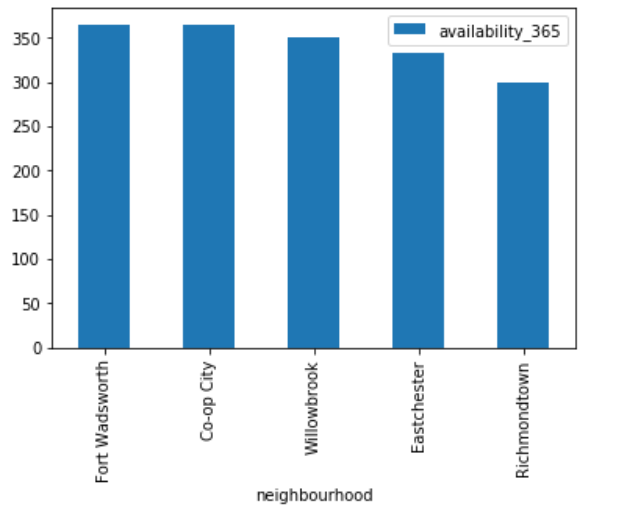 availability_365
350
300
250
200
150
100
50
0
Fort Wadsworth
Co-op City
Willowbrook
Eastchester
Richmondtown
neighbourhood